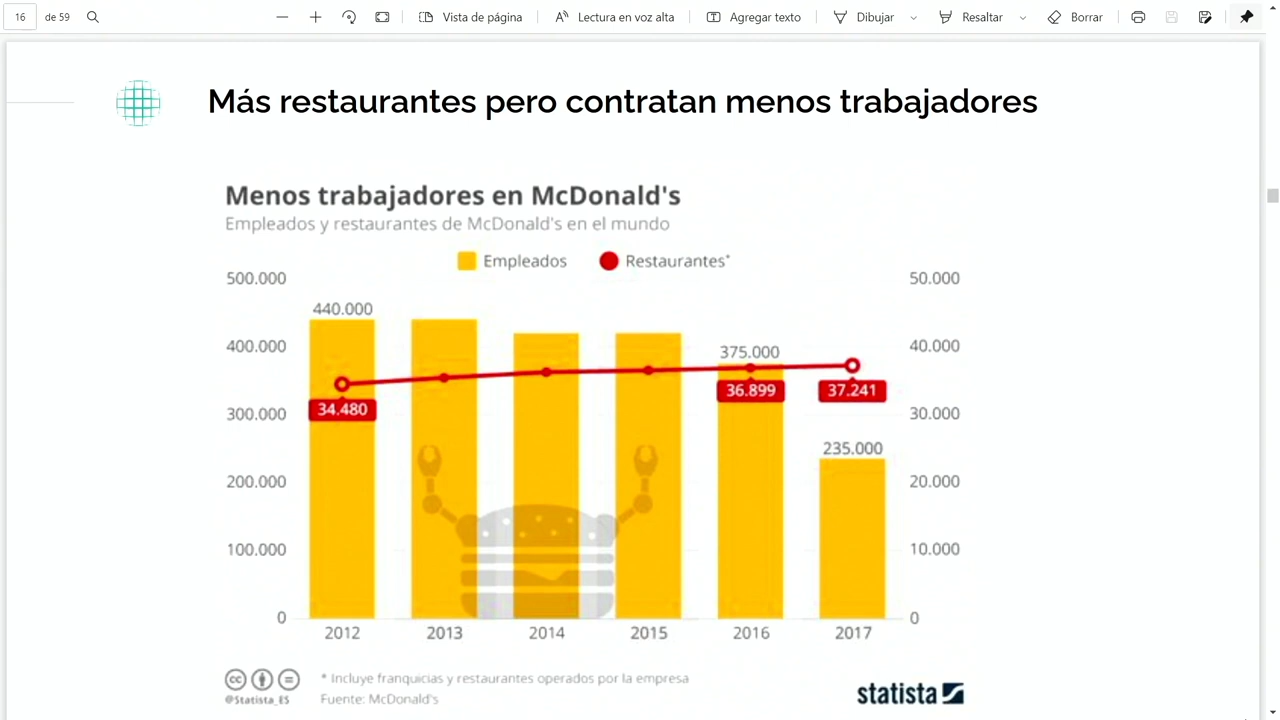 16 de 59 Vista de página Lectura en voz alta Agregar texto Dibujar Resaltar Borrar
Más restaurantes pero contratan menos trabajadores
Menos trabajadores en McDonald's
Empleados y restaurantes de McDonald's en el mundo
Empleados Restaurantes*
500.000 50.000
440.000
400.000 375.000 40.000
34.480 36.899 37.241
300.000 30.000
235.000
200.000 20.000
100.000 10.000
0 0
2012 2013 2014 2015 2016 2017
* Incluye franquicias y restaurantes operados por la empresa
@Statista_ES Fuente: McDonald's
statista